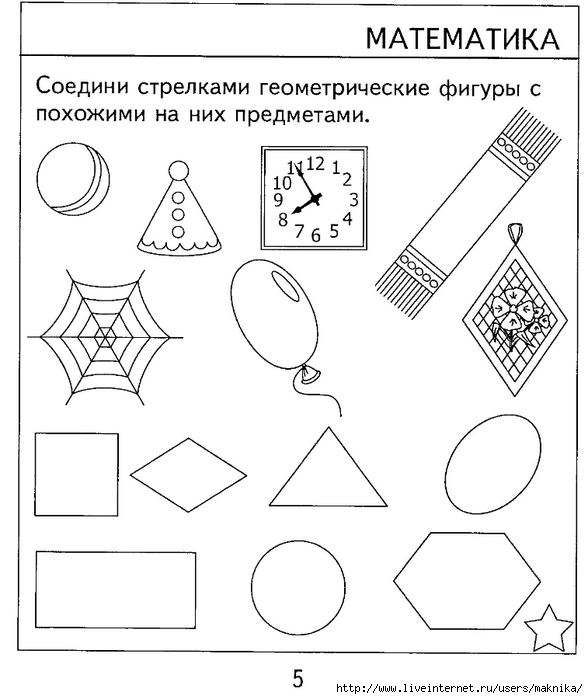 МАТЕМАТИКА
Соедини стрелками геометрические фигуры с
похожими на них предметами.
11 12 1
10 2
9 3
8 4
7 6 5
5
http://www.liveinternet.ru/users/maknika/